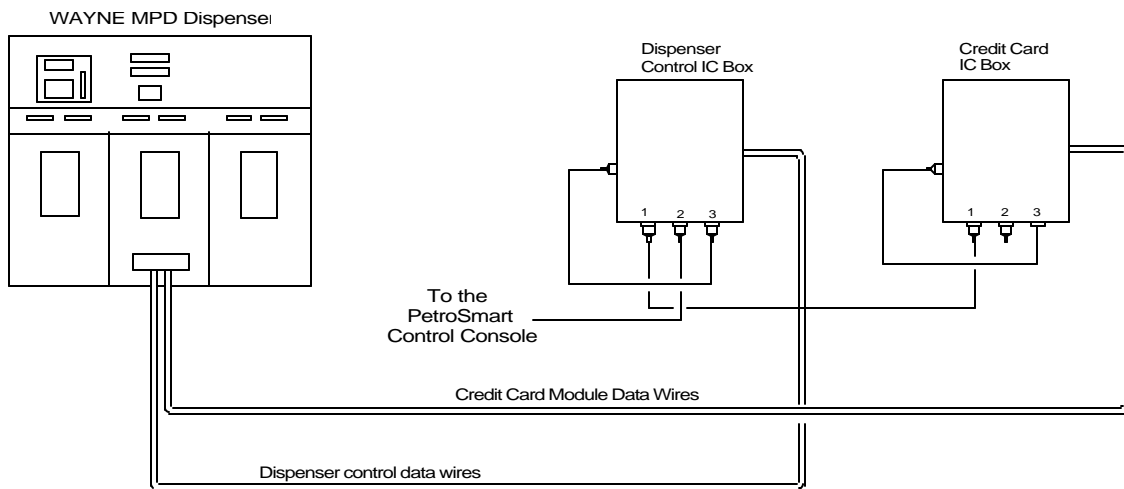 WAYNE MPD Dispenser
Dispenser
Control IC Box
Credit Card
IC Box
1 2 3
1 2 3
To the
PetroSmart
Control Console
Credit Card Module Data Wires
Dispenser control data wires